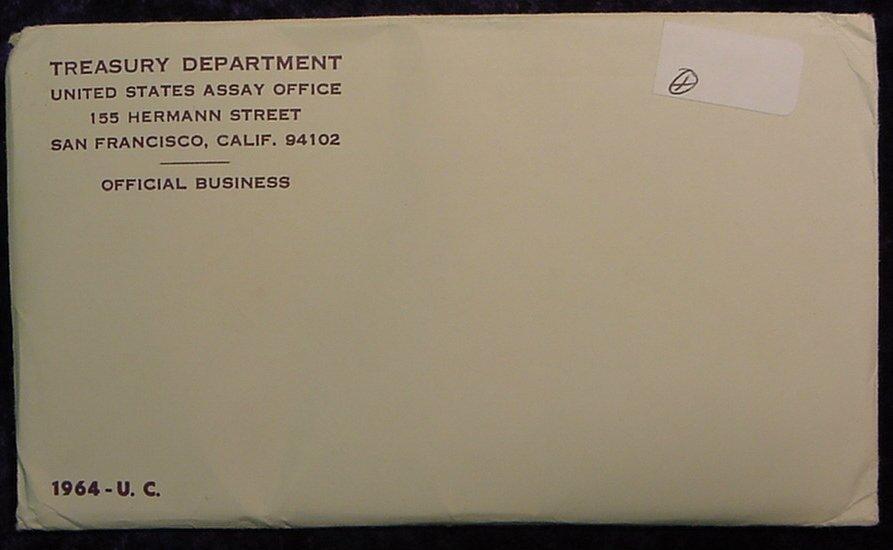 TREASURY DEPARTMENT
UNITED STATES ASSAY OFFICE
155 HERMANN STREET
SAN FRANCISCO, CALIF. 94102
OFFICIAL BUSINESS
1964-U. C.